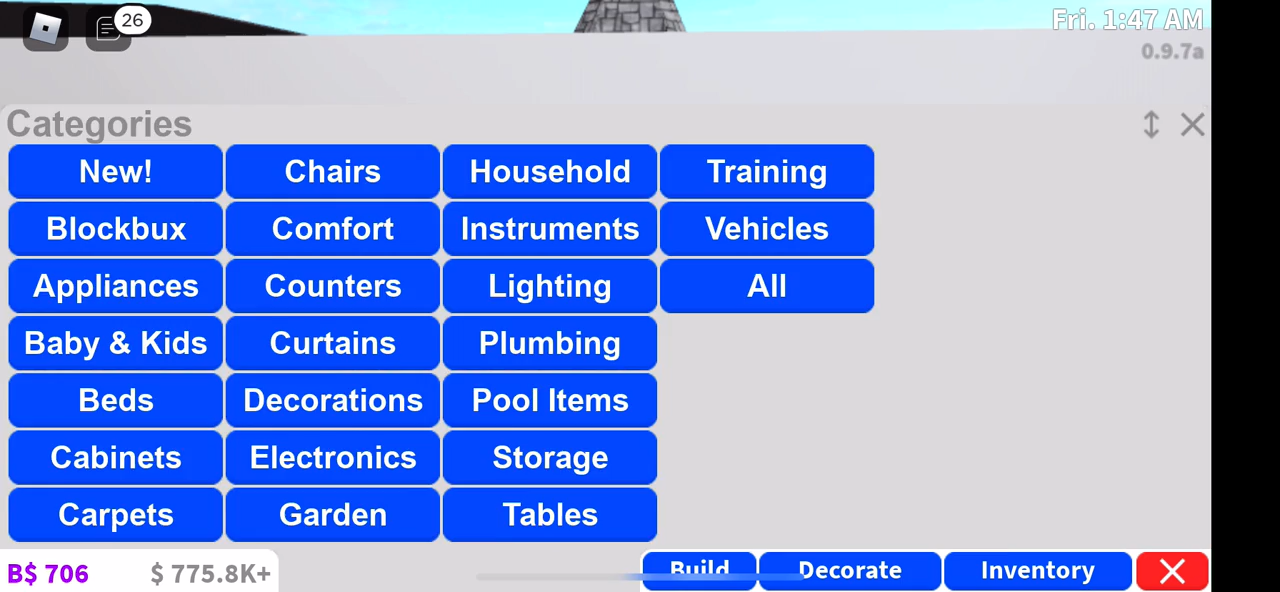 26
Fri. 1:47 AM
0.9.7a
Categories
New! Chairs Household Training
Blockbux Comfort Instruments Vehicles
Appliances Counters Lighting All
Baby & Kids Curtains Plumbing
Beds Decorations Pool Items
Cabinets Electronics Storage
Carpets Garden Tables
B$ 706 $ 775.8K+ Build Decorate Inventory